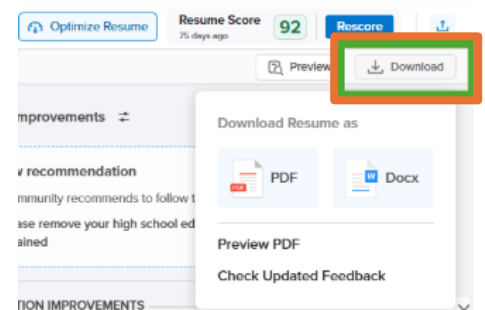 Optimize Resume
Resume Score
75 days ago
92
Rescore
Preview
Download
mprovements
Download Resume as
PDF
PDF
W
Docx
recommendation
mmunity recommends to follow t
ase remove your high school ed
ained
Preview PDF
Check Updated Feedback
TION IMPROVEMENTS